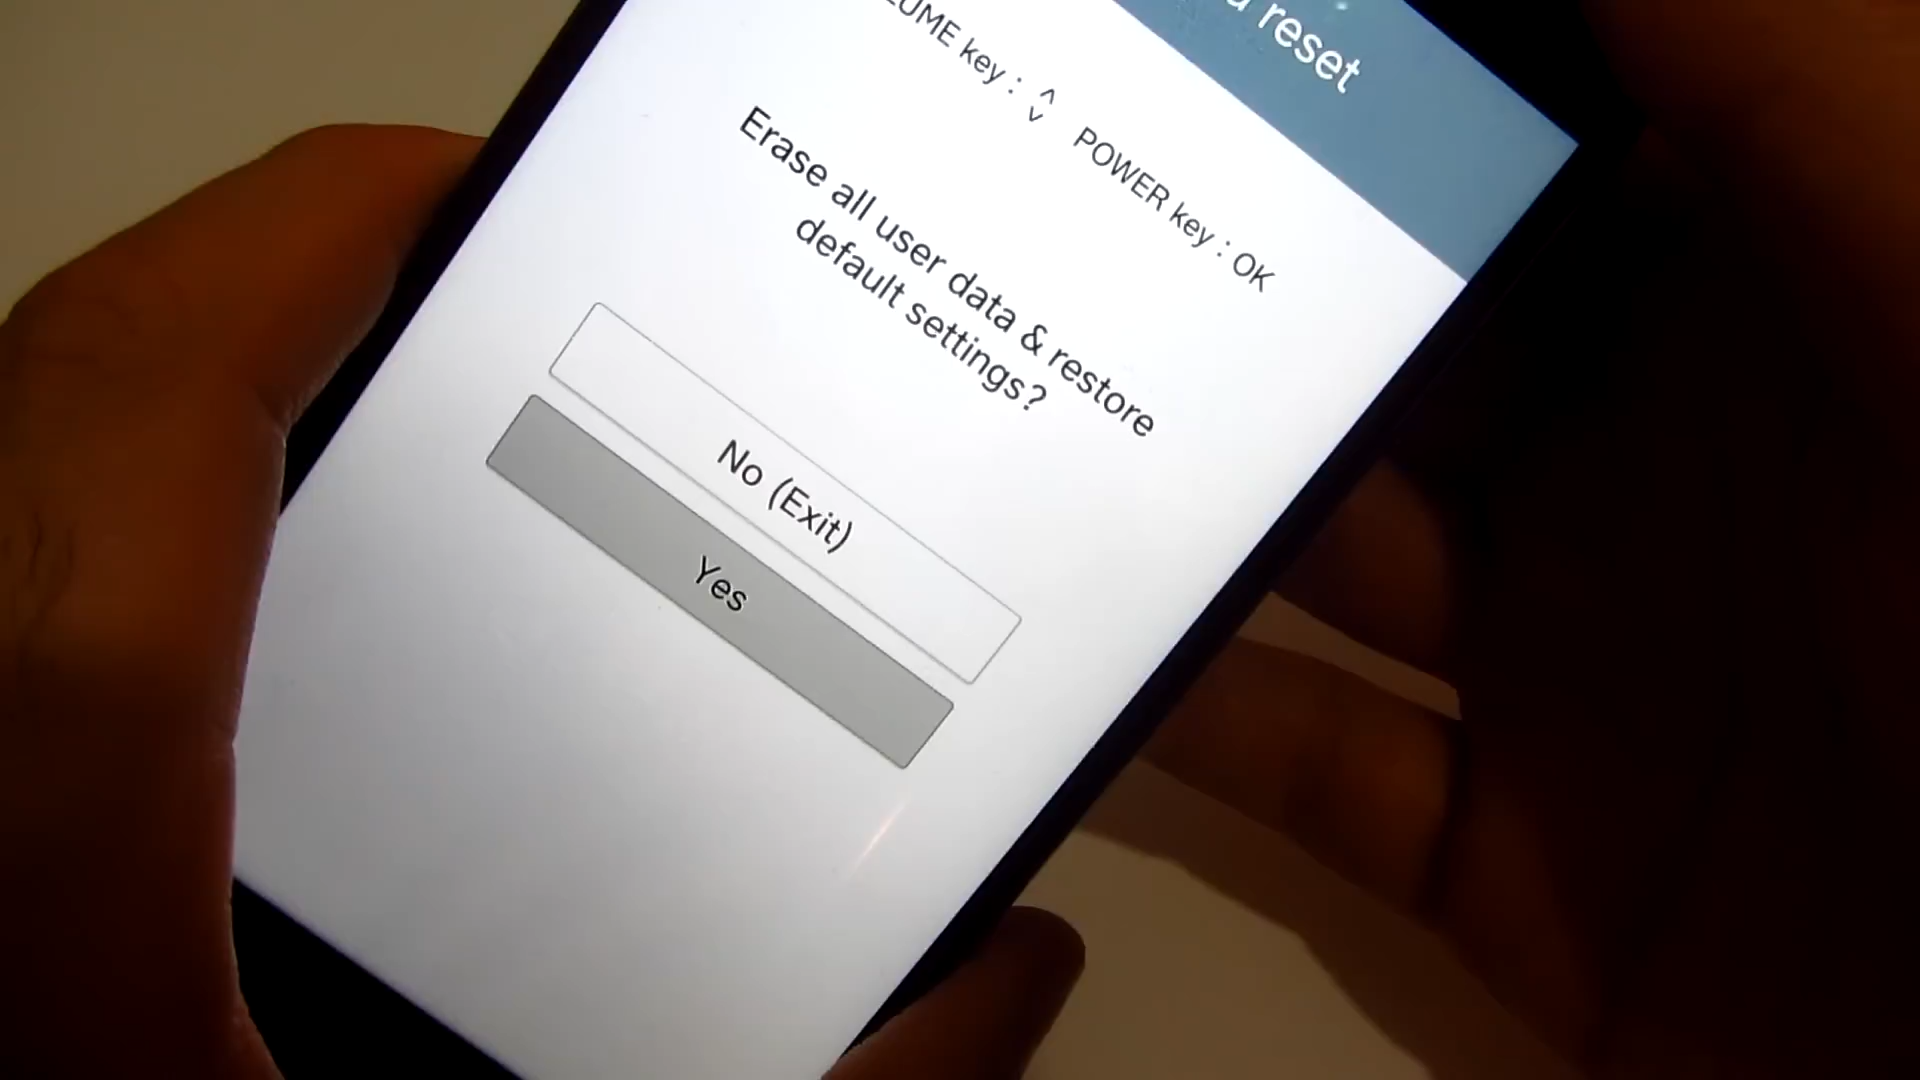 reset
key :
POWER key : OK
Erase all user data & restore
default settings?
No (Exit)
Yes